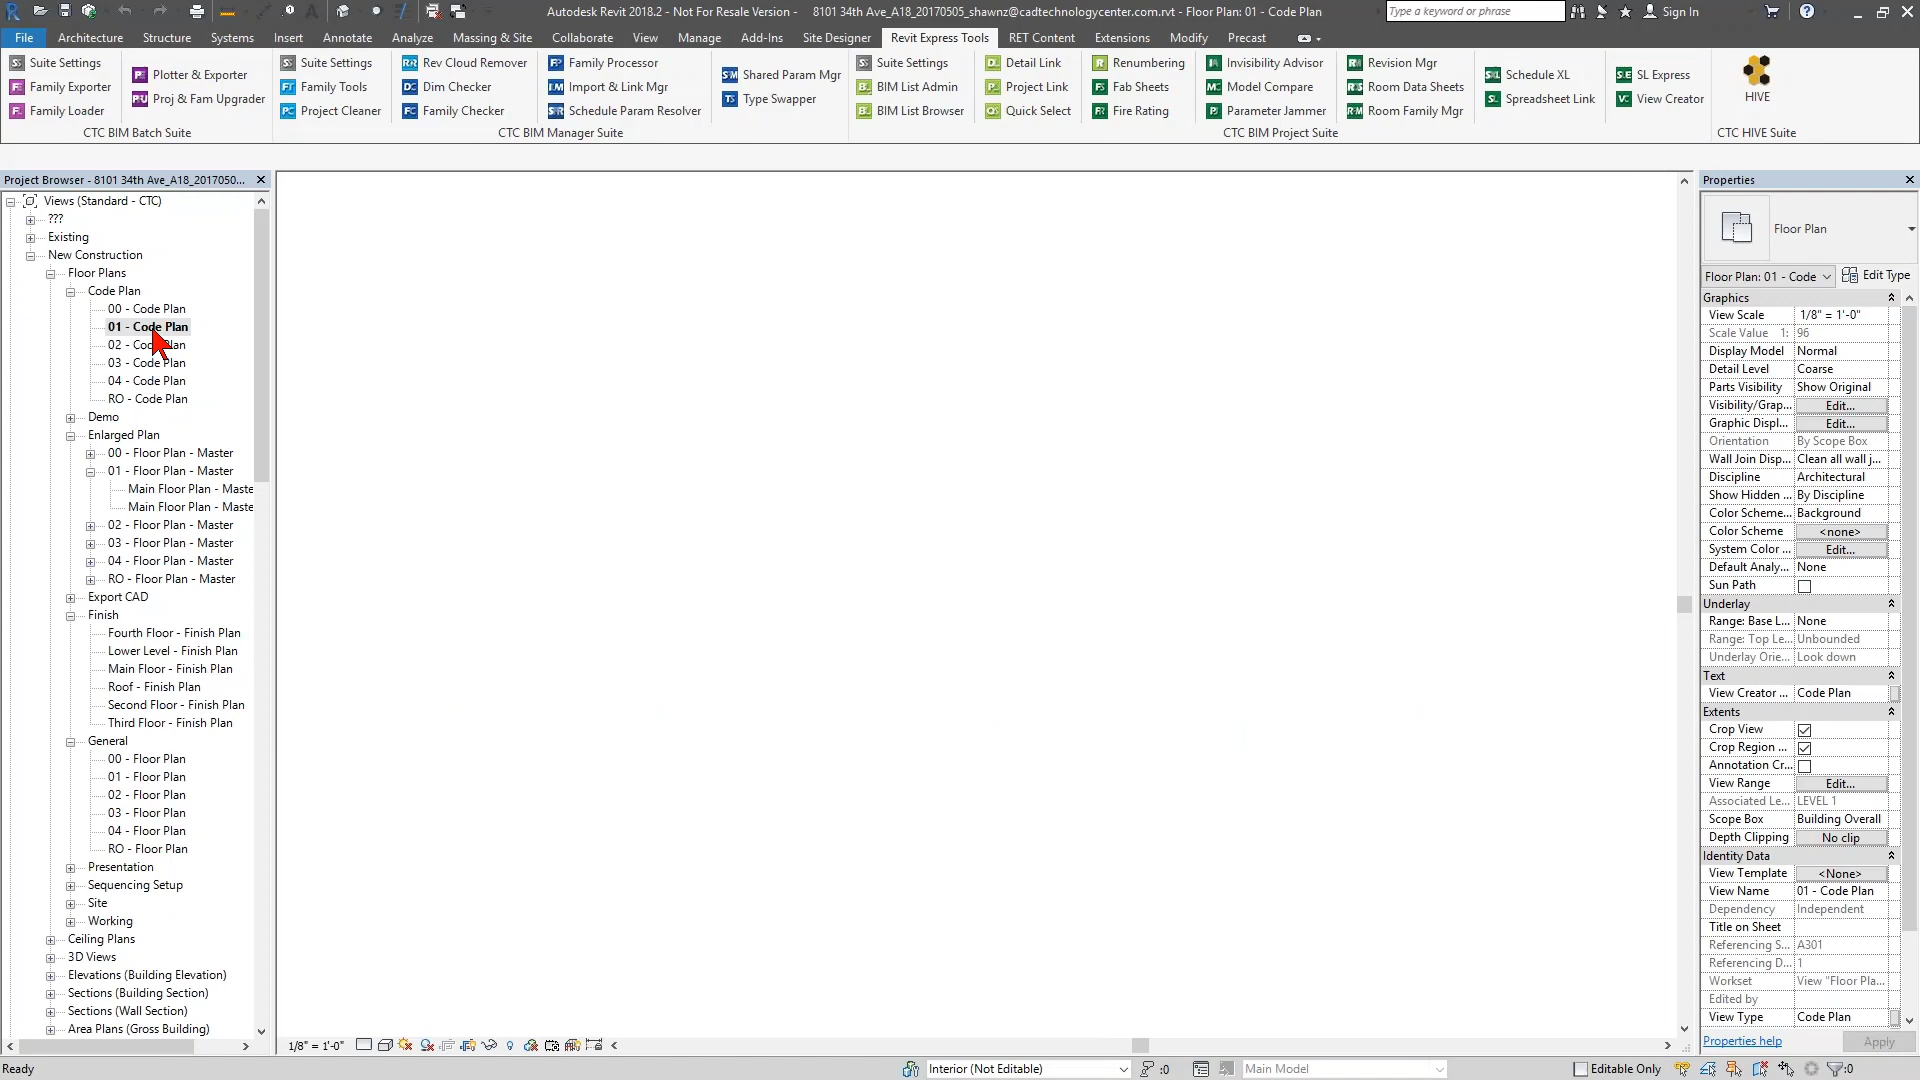 Autodesk Revit 2018.2 - Not For Resale Version - 8101 34th Ave_A18_20170505_shawnz@cadtechnologycenter.com.rvt - Floor Plan: 01 - Code Plan
Type a keyword or phrase
Sign In
File Architecture Structure Systems Insert Annotate Analyze Massing & Site Collaborate View Manage Add-Ins Site Designer Revit Express Tools RET Content Extensions Modify Precast
Suite Settings
Family Exporter
Family Loader
Plotter & Exporter
Proj & Fam Upgrader
CTC BIM Batch Suite
Suite Settings
Family Tools
Project Cleaner
Rev Cloud Remover
Dim Checker
Family Checker
Family Processor
Import & Link Mgr
Schedule Param Resolver
Shared Param Mgr
Type Swapper
CTC BIM Manager Suite
Suite Settings
BIM List Admin
BIM List Browser
Detail Link
Project Link
Quick Select
Renumbering
Fab Sheets
Fire Rating
Invisibility Advisor
Model Compare
Parameter Jammer
Revision Mgr
Room Data Sheets
Room Family Mgr
Schedule XL
Spreadsheet Link
SL Express
View Creator
CTC BIM Project Suite
HIVE
CTC HIVE Suite
Project Browser - 8101 34th Ave_A18_201705050...
Views (Standard - CTC)
???
Existing
New Construction
Floor Plans
Code Plan
00 - Code Plan
01 - Code Plan
02 - Code Plan
03 - Code Plan
04 - Code Plan
RO - Code Plan
Demo
Enlarged Plan
00 - Floor Plan - Master
01 - Floor Plan - Master
Main Floor Plan - Maste
Main Floor Plan - Maste
02 - Floor Plan - Master
03 - Floor Plan - Master
04 - Floor Plan - Master
RO - Floor Plan - Master
Export CAD
Finish
Fourth Floor - Finish Plan
Lower Level - Finish Plan
Main Floor - Finish Plan
Roof - Finish Plan
Second Floor - Finish Plan
Third Floor - Finish Plan
General
00 - Floor Plan
01 - Floor Plan
02 - Floor Plan
03 - Floor Plan
04 - Floor Plan
RO - Floor Plan
Presentation
Sequencing Setup
Site
Working
Ceiling Plans
3D Views
Elevations (Building Elevation)
Sections (Building Section)
Sections (Wall Section)
Area Plans (Gross Building)
Properties
Floor Plan
Floor Plan: 01 - Code
Edit Type
Graphics
View Scale 1/8" = 1'-0"
Scale Value 1: 96
Display Model Normal
Detail Level Coarse
Parts Visibility Show Original
Visibility/Grap... Edit...
Graphic Displ... Edit...
Orientation By Scope Box
Wall Join Disp... Clean all wall j...
Discipline Architectural
Show Hidden ... By Discipline
Color Scheme... Background
Color Scheme <none>
System Color ... Edit...
Default Analy... None
Sun Path
Underlay
Range: Base L... None
Range: Top Le... Unbounded
Underlay Orie... Look down
Text
View Creator ... Code Plan
Extents
Crop View
Crop Region ...
Annotation Cr...
View Range Edit...
Associated Le... LEVEL 1
Scope Box Building Overall
Depth Clipping No clip
Identity Data
View Template <None>
View Name 01 - Code Plan
Dependency Independent
Title on Sheet
Referencing S... A301
Referencing D... 1
Workset View "Floor Pla...
Edited by
View Type Code Plan
Properties help
Apply
1/8" = 1'-0"
Ready
Interior (Not Editable)
:0
Main Model
Editable Only
:0